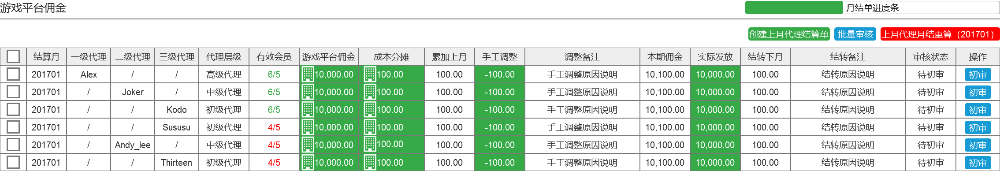 游戏平台佣金
月结单进度条
创建上月代理结算单 批量审核 上月代理月结重算（201701）
结算月 一级代理 二级代理 三级代理 代理层级 有效会员 游戏平台佣金 成本分摊 累加上月 手工调整 调整备注 本期佣金 实际发放 结转下月 结转备注 审核状态 操作
201701 Alex / / 高级代理 6/5 10,000.00 100.00 100.00 -100.00 手工调整原因说明 10,100.00 10,000.00 100.00 结转原因说明 待初审 初审
201701 / Joker / 中级代理 6/5 10,000.00 100.00 100.00 -100.00 手工调整原因说明 10,100.00 10,000.00 100.00 结转原因说明 待初审 初审
201701 / / Kodo 初级代理 6/5 10,000.00 100.00 100.00 -100.00 手工调整原因说明 10,100.00 10,000.00 100.00 结转原因说明 待初审 初审
201701 / / Sususu 初级代理 4/5 10,000.00 100.00 100.00 -100.00 手工调整原因说明 10,100.00 10,000.00 100.00 结转原因说明 待初审 初审
201701 / Andy_lee / 中级代理 4/5 10,000.00 100.00 100.00 -100.00 手工调整原因说明 10,100.00 10,000.00 100.00 结转原因说明 待初审 初审
201701 / / Thirteen 初级代理 4/5 10,000.00 100.00 100.00 -100.00 手工调整原因说明 10,100.00 10,000.00 100.00 结转原因说明 待初审 初审